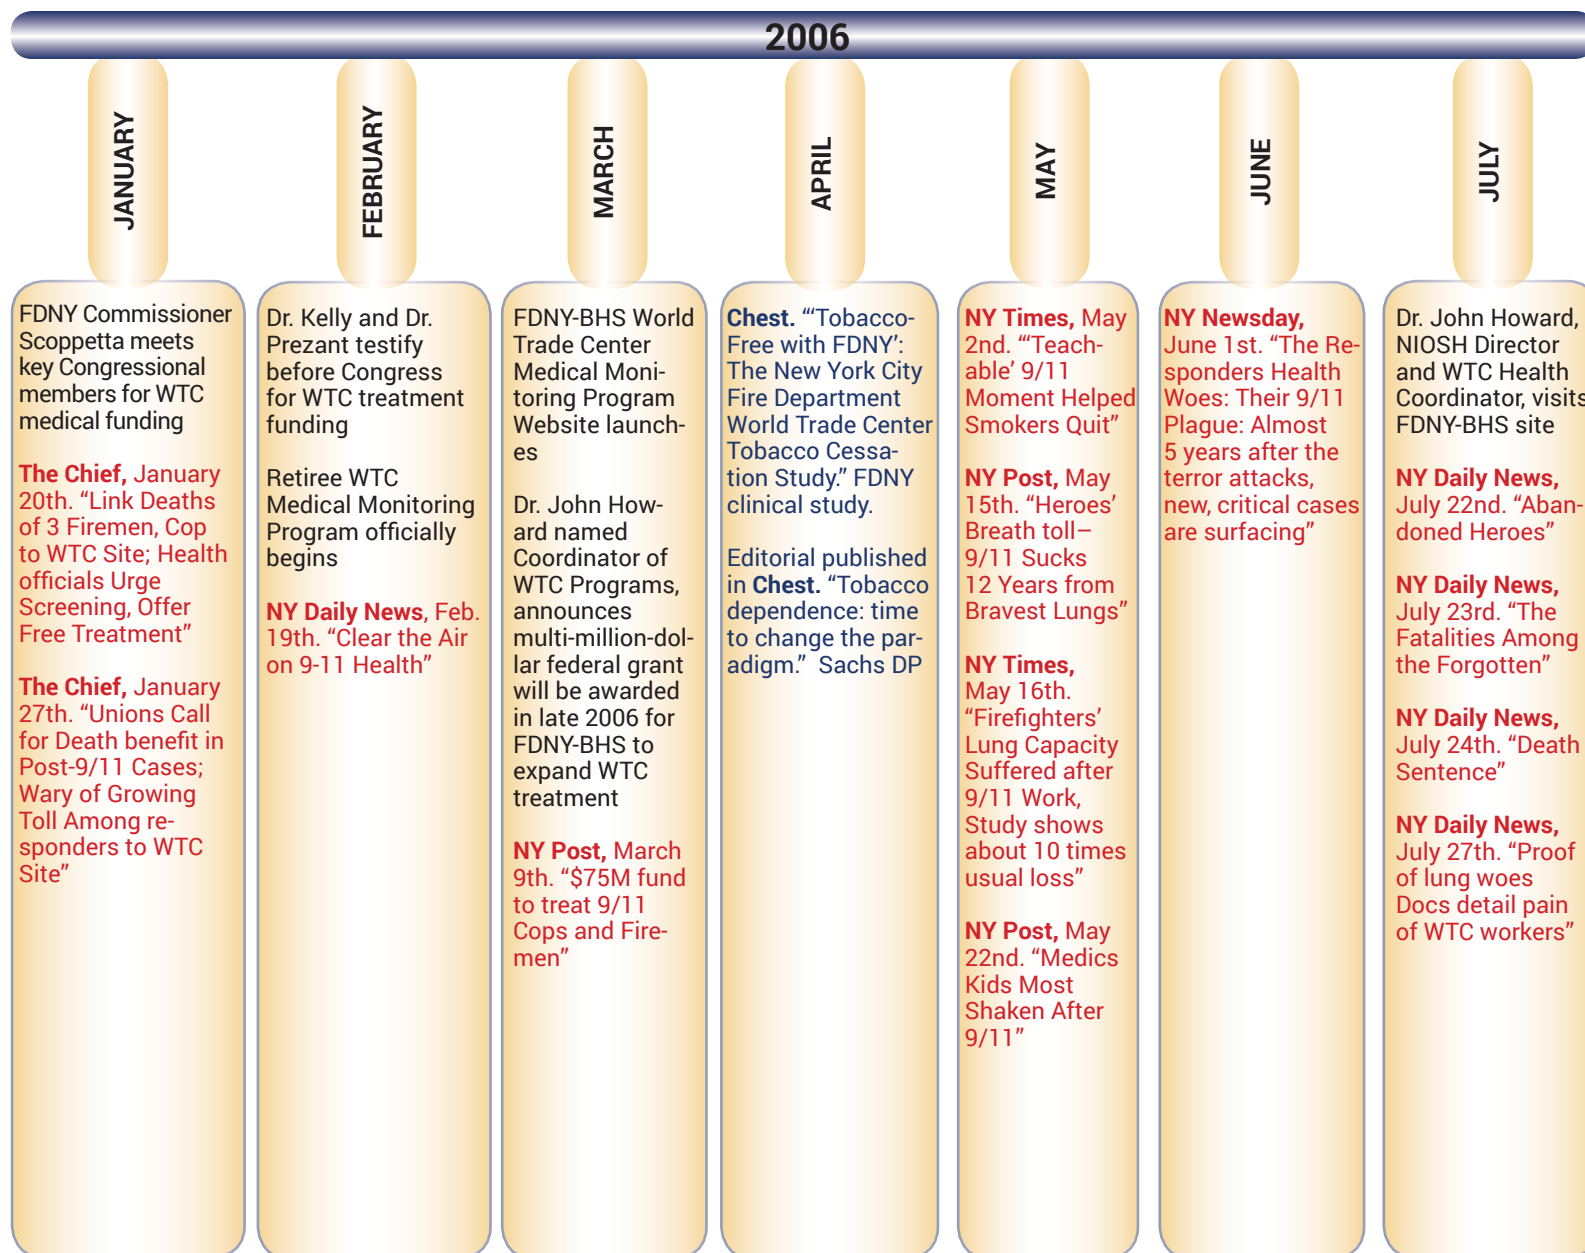 2006
JANUARY
FDNY Commissioner
Scoppetta meets
key Congressional
members for WTC
medical funding
The Chief, January
20th. “Link Deaths
of 3 Firemen, Cop
to WTC Site; Health
officials Urge
Screening, Offer
Free Treatment”
The Chief, January
27th. “Unions Call
for Death benefit in
Post-9/11 Cases;
Wary of Growing
Toll Among re-
sponders to WTC
Site”
FEBRUARY
Dr. Kelly and Dr.
Prezant testify
before Congress
for WTC treatment
funding
Retiree WTC
Medical Monitoring
Program officially
begins
NY Daily News, Feb.
19th. “Clear the Air
on 9-11 Health”
MARCH
FDNY-BHS World
Trade Center
Medical Moni-
toring Program
Website launch-
es
Dr. John How-
ard named
Coordinator of
WTC Programs,
announces
multi-million-dol-
lar federal grant
will be awarded
in late 2006 for
FDNY-BHS to
expand WTC
treatment
NY Post, March
9th. “$75M fund
to treat 9/11
Cops and Fire-
men”
APRIL
Chest. “‘Tobacco-
Free with FDNY’:
The New York City
Fire Department
World Trade Center
Tobacco Cessa-
tion Study.” FDNY
clinical study.
Editorial published
in Chest. “Tobacco
dependence: time
to change the par-
adigm.” Sachs DP
MAY
NY Times, May
2nd. “‘Teach-
able’ 9/11
Moment Helped
Smokers Quit”
NY Post, May
15th. “Heroes’
Breath toll–
9/11 Sucks
12 Years from
Bravest Lungs”
NY Times,
May 16th.
“Firefighters’
Lung Capacity
Suffered after
9/11 Work,
Study shows
about 10 times
usual loss”
NY Post, May
22nd. “Medics
Kids Most
Shaken After
9/11”
JUNE
NY Newsday,
June 1st. “The Re-
sponders Health
Woes: Their 9/11
Plague: Almost
5 years after the
terror attacks,
new, critical cases
are surfacing”
JULY
Dr. John Howard,
NIOSH Director
and WTC Health
Coordinator, visits
FDNY-BHS site
NY Daily News,
July 22nd. “Aban-
doned Heroes”
NY Daily News,
July 23rd. “The
Fatalities Among
the Forgotten”
NY Daily News,
July 24th. “Death
Sentence”
NY Daily News,
July 27th. “Proof
of lung woes
Docs detail pain
of WTC workers”